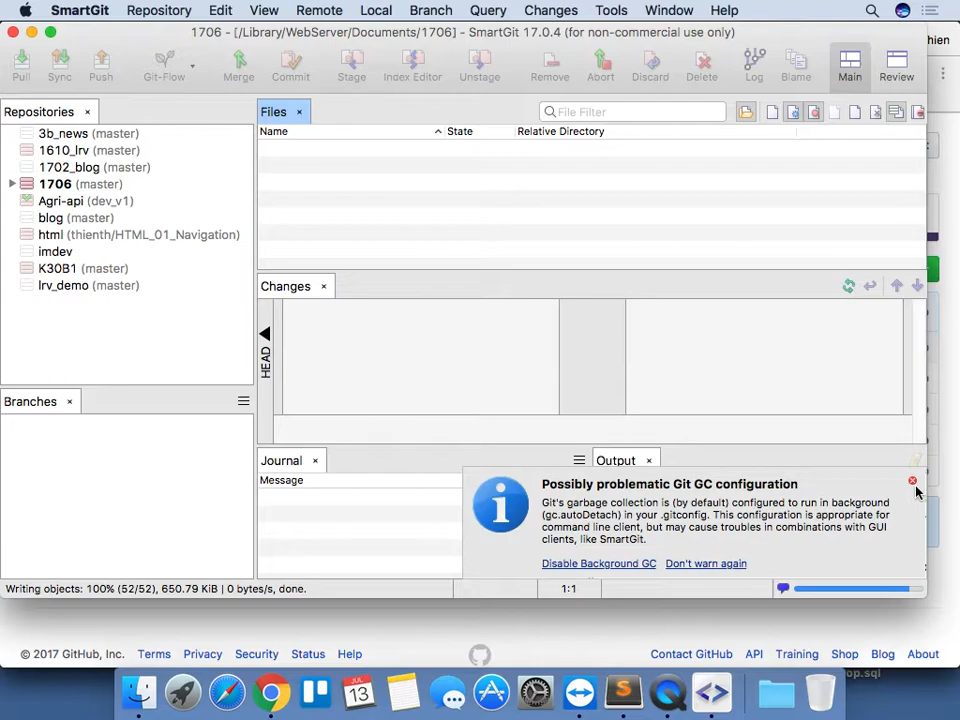 SmartGit Repository Edit View Remote Local Branch Query Changes Tools Window Help
1706 - [/Library/WebServer/Documents/1706] - SmartGit 17.0.4 (for non-commercial use only)
hien
Pull Sync Push Git-Flow Merge Commit Stage Index Editor Unstage Remove Abort Discard Delete Log Blame Main Review
Repositories
Files
File Filter
Name State Relative Directory
3b_news (master)
1610_lrv (master)
1702_blog (master)
1706 (master)
Agri-api (dev_v1)
blog (master)
html (thienth/HTML_01_Navigation)
imdev
K30B1 (master)
lrv_demo (master)
Changes
HEAD
Branches
Journal
Output
Message
Possibly problematic Git GC configuration
Git's garbage collection is (by default) configured to run in background
(gc.autoDetach) in your .gitconfig. This configuration is appropriate for
command line client, but may cause troubles in combinations with GUI
clients, like SmartGit.
Disable Background GC Don't warn again
Writing objects: 100% (52/52), 650.79 KiB | 0 bytes/s, done.
1:1
© 2017 GitHub, Inc. Terms Privacy Security Status Help
Contact GitHub API Training Shop Blog About
op.sql
JUL
13